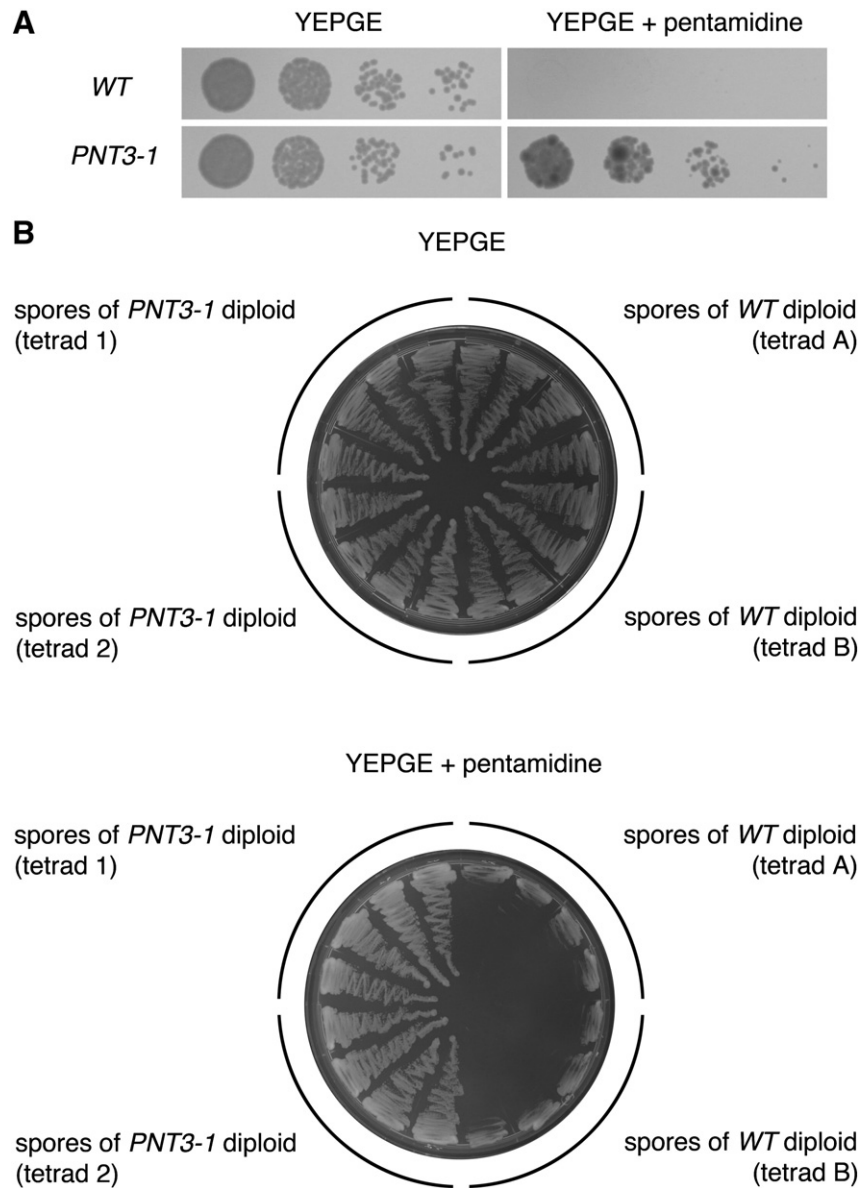 A
YEPGE
YEPGE + pentamidine
WT
PNT3-1
B
YEPGE
spores of PNT3-1 diploid
(tetrad 1)
spores of WT diploid
(tetrad A)
spores of PNT3-1 diploid
(tetrad 2)
spores of WT diploid
(tetrad B)
YEPGE + pentamidine
spores of PNT3-1 diploid
(tetrad 1)
spores of WT diploid
(tetrad A)
spores of PNT3-1 diploid
(tetrad 2)
spores of WT diploid
(tetrad B)